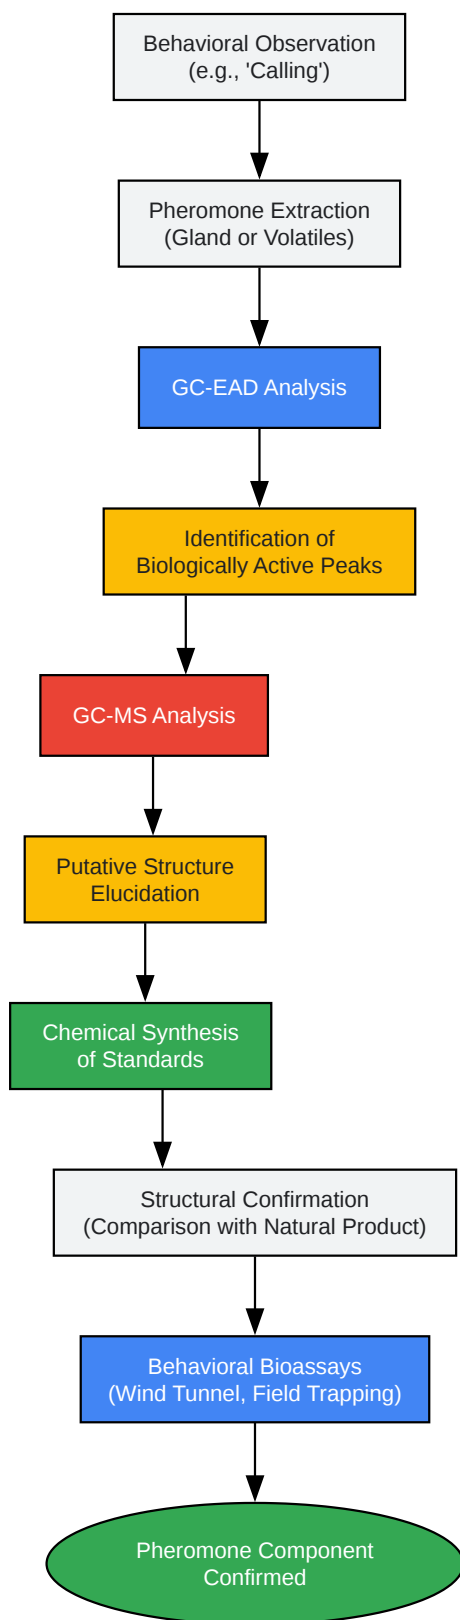 Behavioral Observation
(e.g., 'Calling')
Pheromone Extraction
(Gland or Volatiles)
GC-EAD Analysis
Identification of
Biologically Active Peaks
GC-MS Analysis
Putative Structure
Elucidation
Chemical Synthesis
of Standards
Structural Confirmation
(Comparison with Natural Product)
Behavioral Bioassays
(Wind Tunnel, Field Trapping)
Pheromone Component
Confirmed